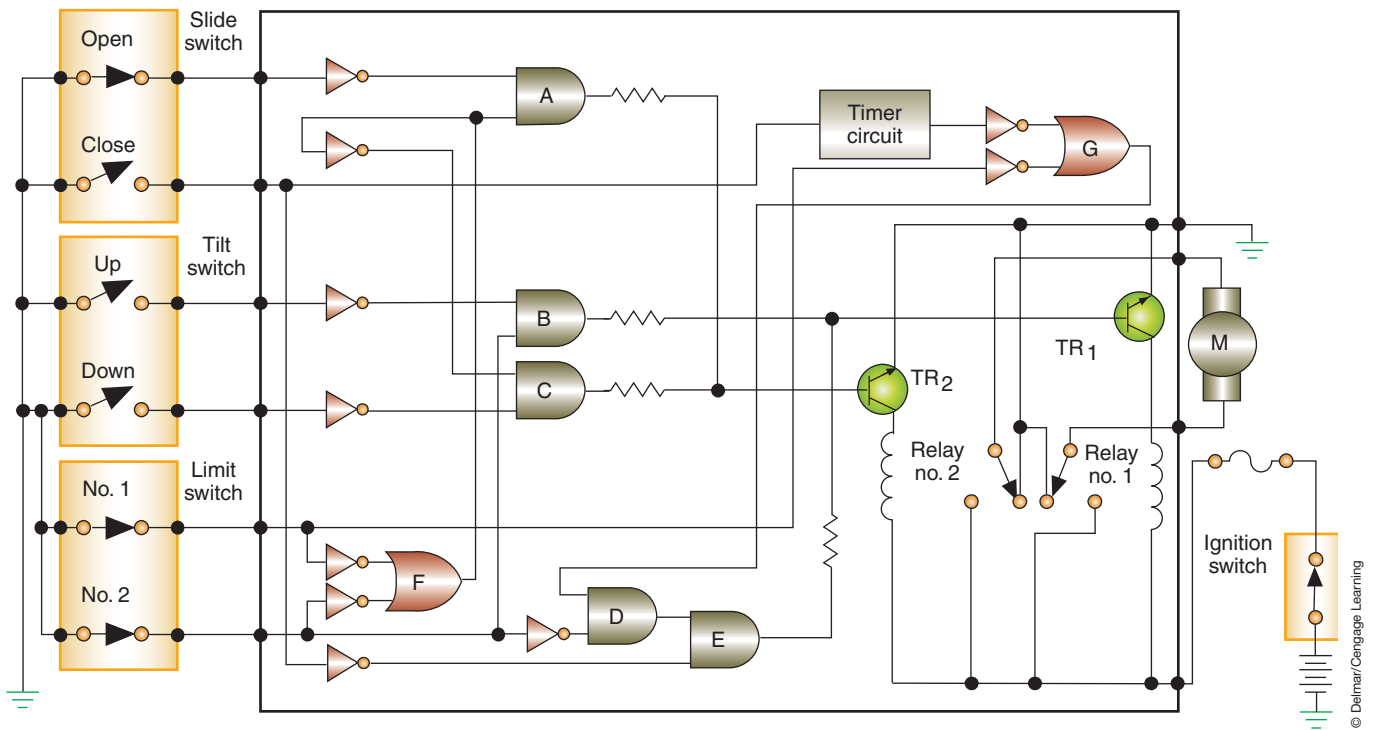 Open
Slide
switch
Close
Tilt
switch
Up
Down
Limit
switch
No. 1
No. 2
A
B
C
F
D
E
Timer
circuit
G
TR2
TR1
M
Relay
no. 2
Relay
no. 1
Ignition
switch
© Delmar/Cengage Learning